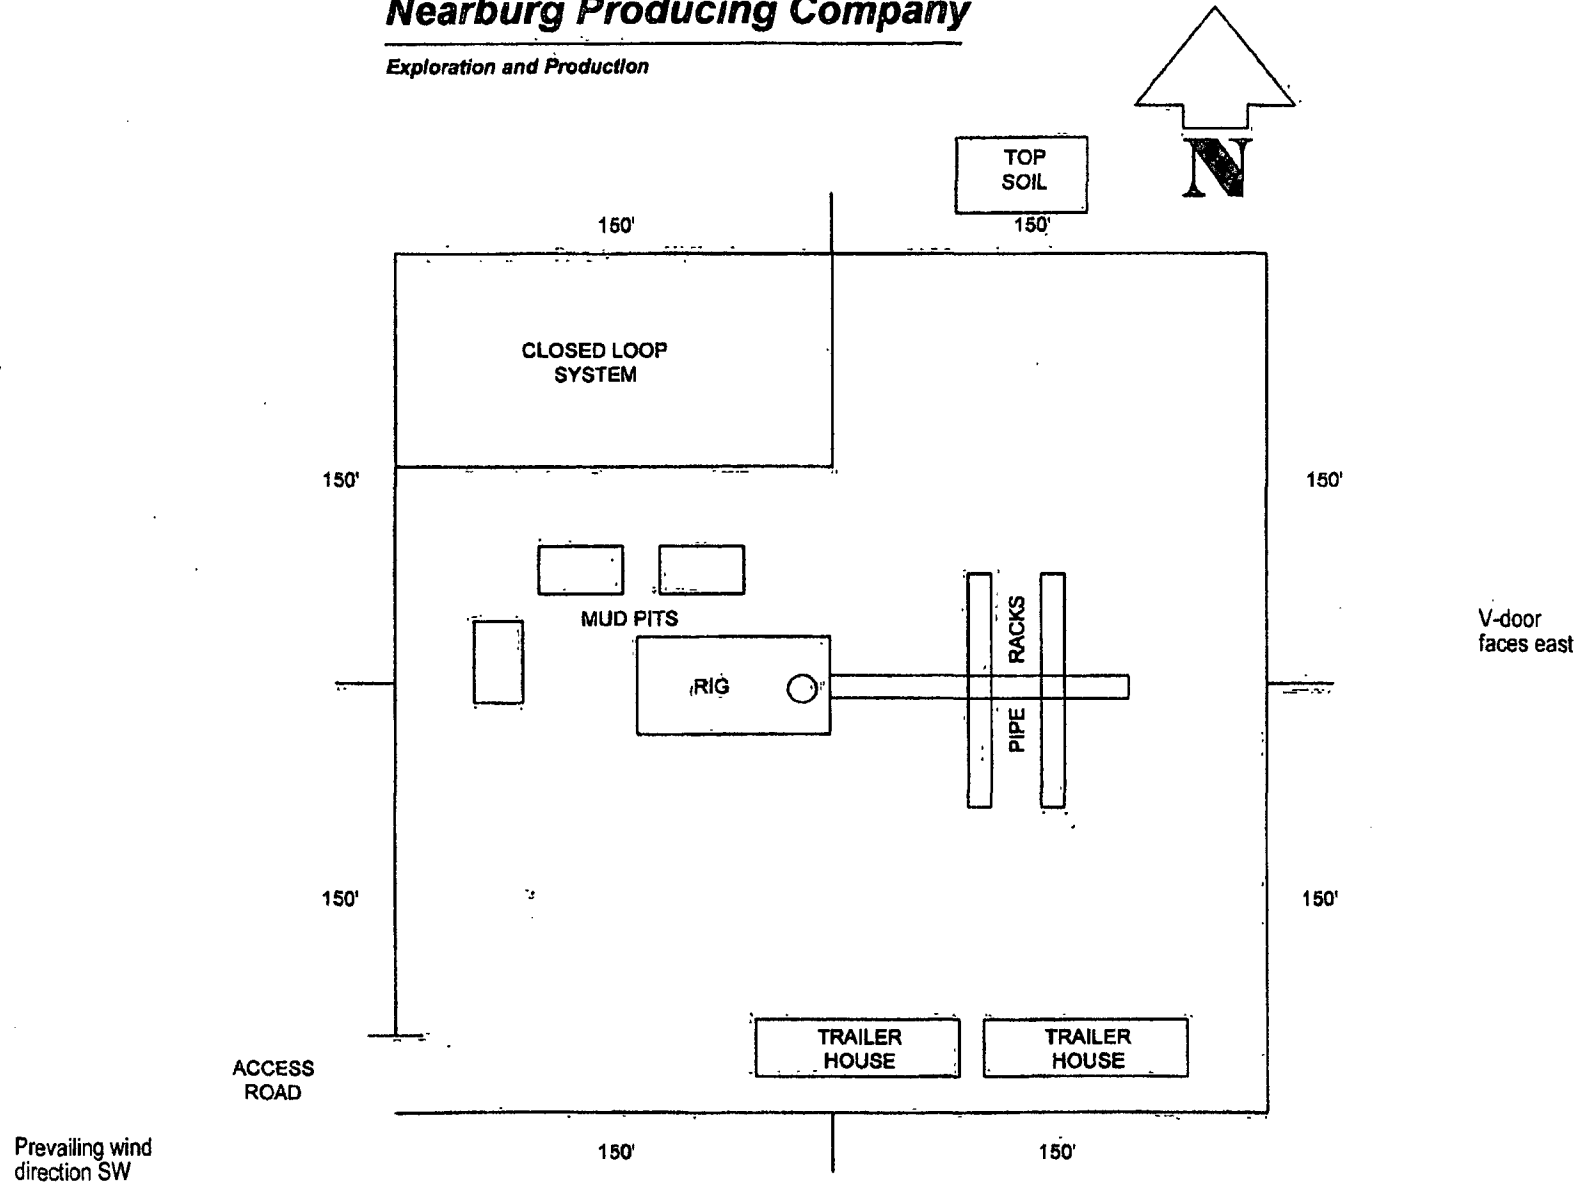 Nearburg Producing Company
Exploration and Production
N
TOP
SOIL
150'
150'
CLOSED LOOP
SYSTEM
150'
150'
MUD PITS
RIG
PIPE RACKS
V-door
faces east
150'
150'
TRAILER
HOUSE
TRAILER
HOUSE
ACCESS
ROAD
Prevailing wind
direction SW
150'
150'